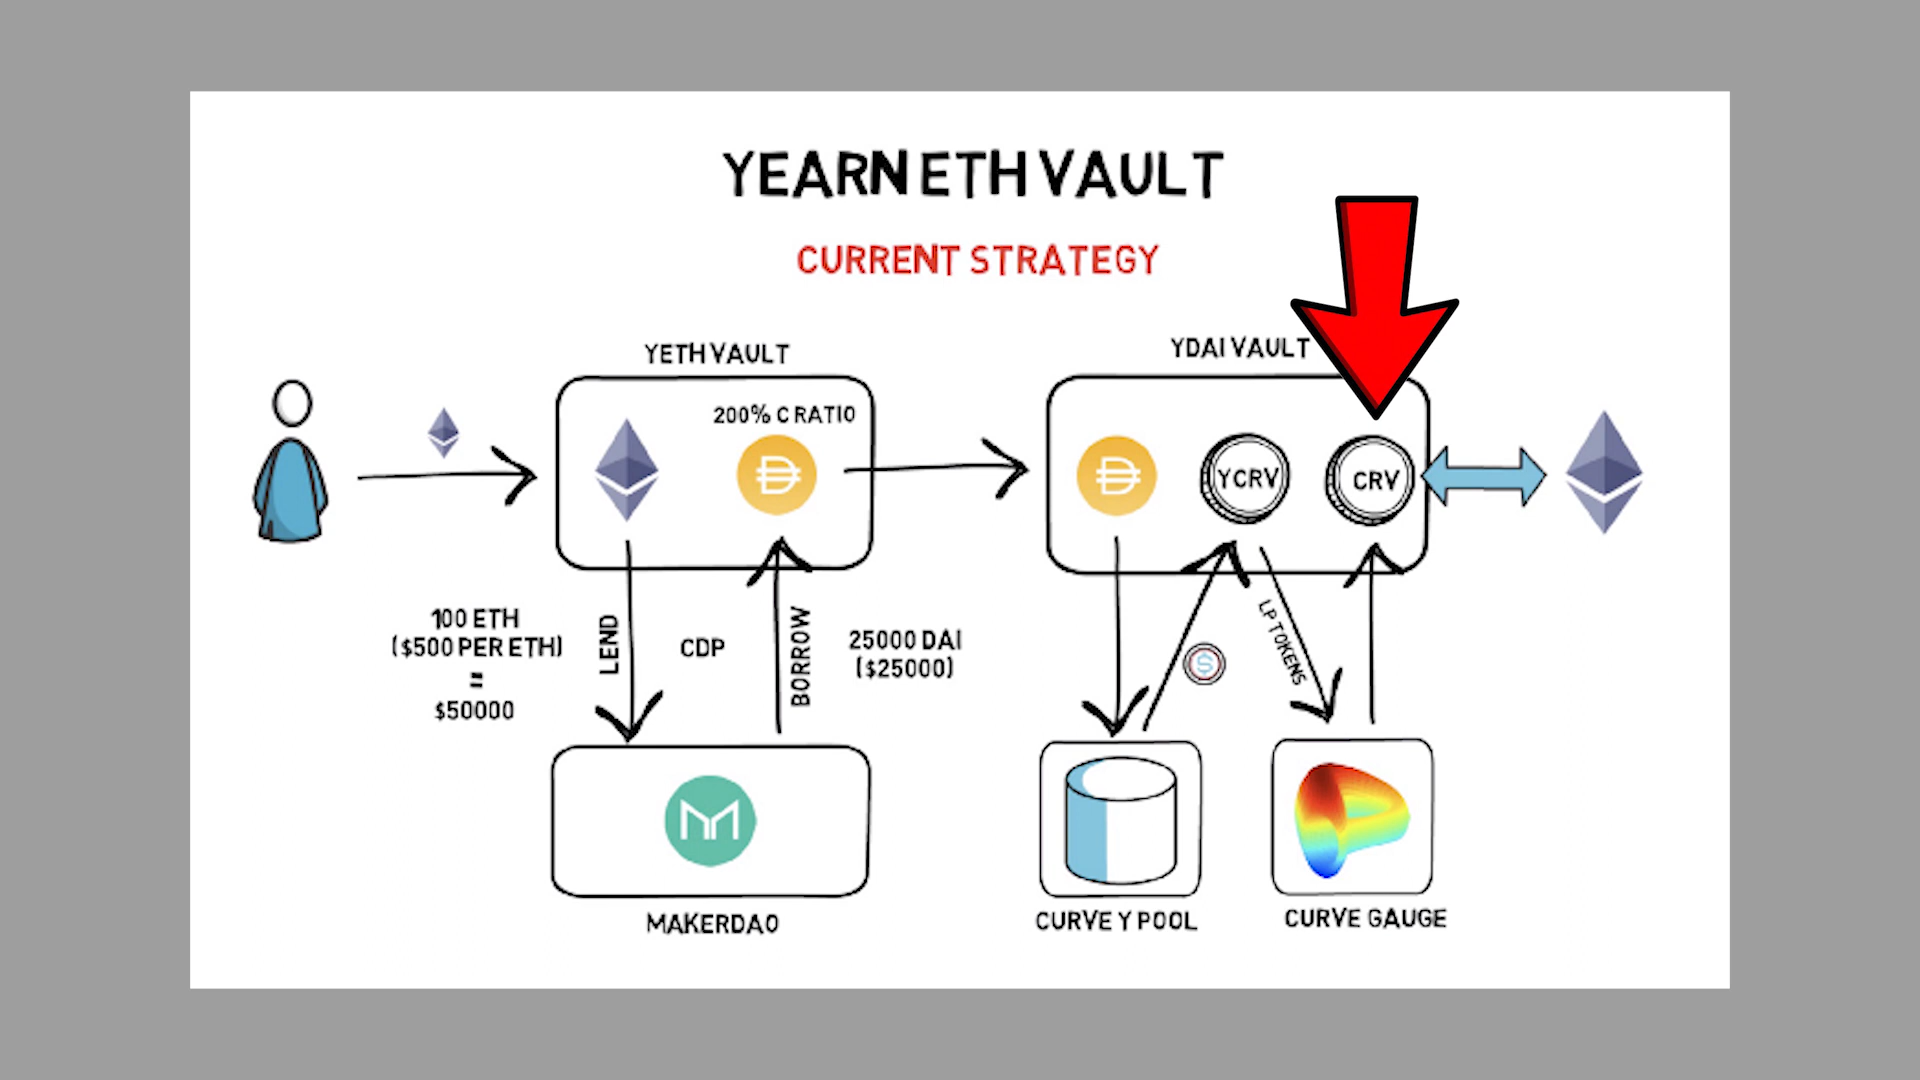 YEARN ETH VAULT
CURRENT STRATEGY
YETH VAULT
YDAI VAULT
200% C RATIO
YCRV
CRV
100 ETH
($500 PER ETH)
=
$50000
LEND
CDP
BORROW
25000 DAI
($25000)
$
LP TOKENS
MAKERDAO
CURVE Y POOL
CURVE GAUGE